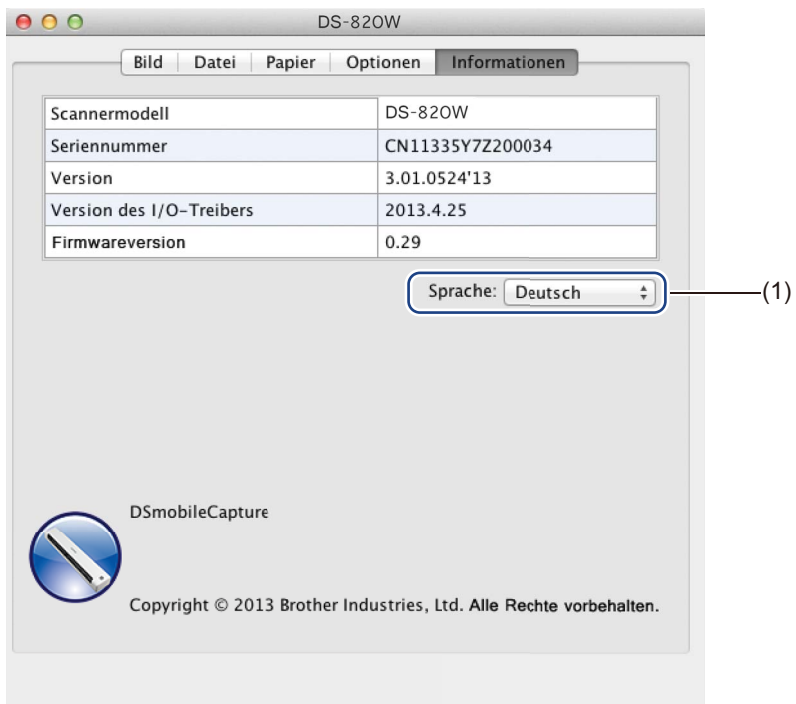 DS-820W
Bild Datei Papier Optionen Informationen
Scannermodell DS-820W
Seriennummer CN11335Y7Z200034
Version 3.01.0524'13
Version des I/O-Treibers 2013.4.25
Firmwareversion 0.29
Sprache: Deutsch (1)
DSmobileCapture
Copyright © 2013 Brother Industries, Ltd. Alle Rechte vorbehalten.